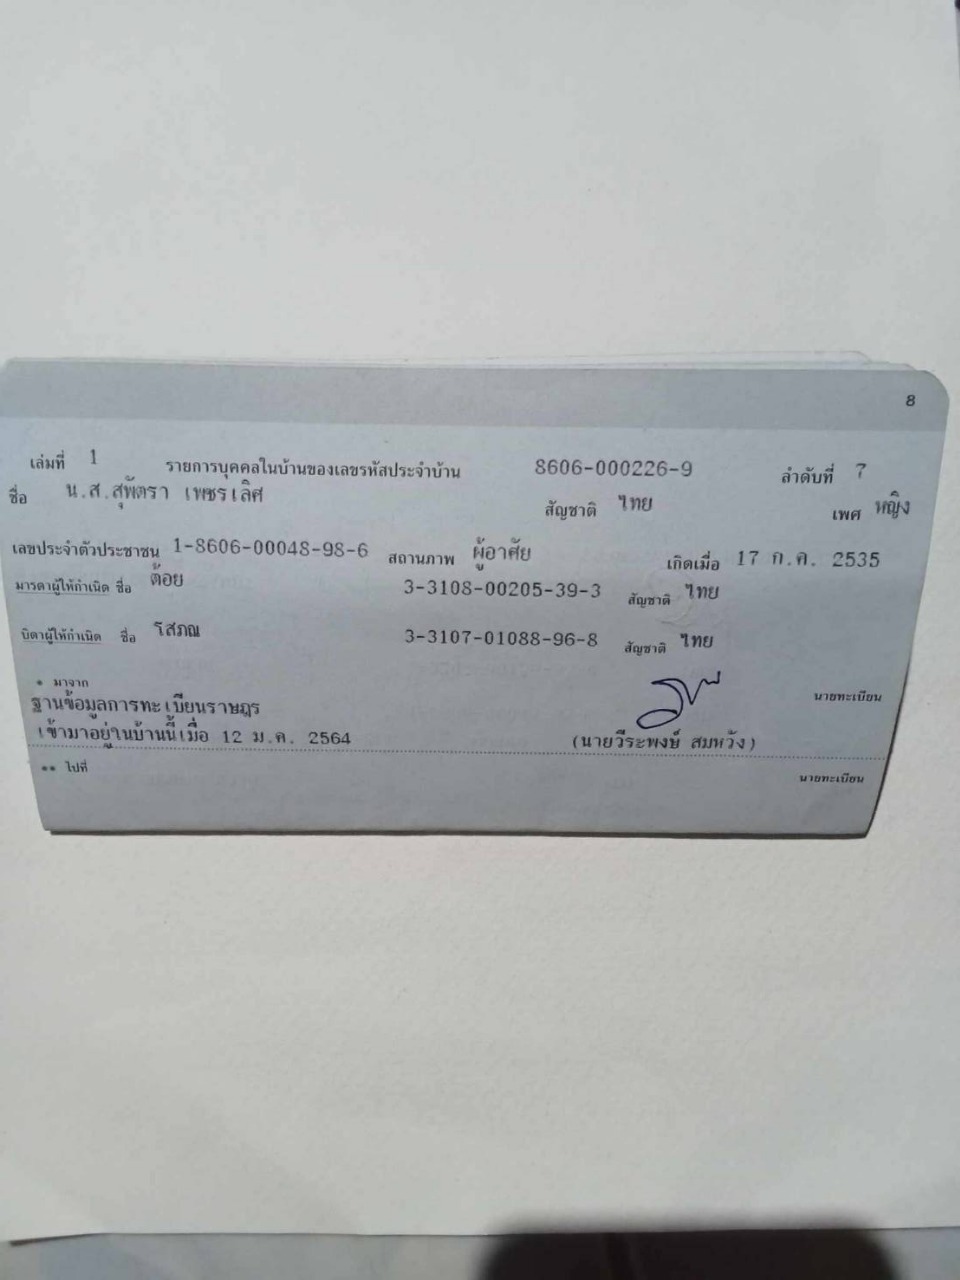 8
เล่มที่ 1 รายการบุคคลในบ้านของเลขรหัสประจำบ้าน 8606-000226-9 ลำดับที่ 7
ชื่อ น.ส.สุพัตรา เพชรเลิศ สัญชาติ ไทย เพศ หญิง
เลขประจำตัวประชาชน 1-8606-00048-98-6 สถานภาพ ผู้อาศัย เกิดเมื่อ 17 ก.ค. 2535
มารดาผู้ให้กำเนิด ชื่อ ต้อย 3-3108-00205-39-3 สัญชาติ ไทย
บิดาผู้ให้กำเนิด ชื่อ โสภณ 3-3107-01088-96-8 สัญชาติ ไทย
* มาจาก
ฐานข้อมูลการทะเบียนราษฎร นายทะเบียน
เข้ามาอยู่ในบ้านนี้เมื่อ 12 ม.ค. 2564 (นายวีระพงษ์ สมหวัง)
** ไปที่ นายทะเบียน